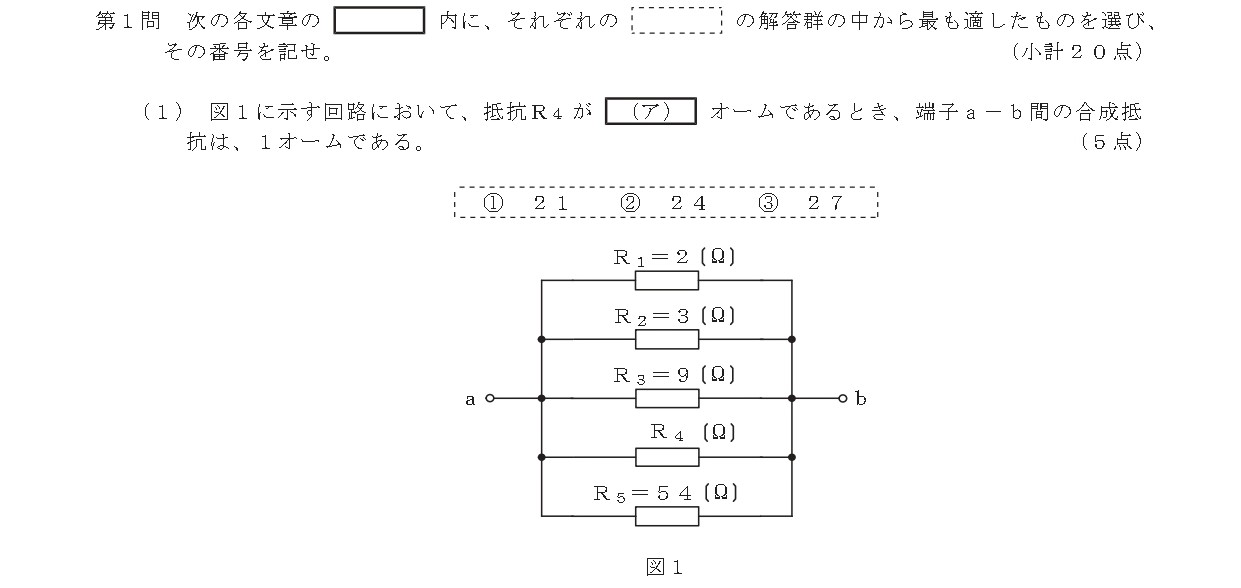 第1問　次の各文章の　　　　内に、それぞれの　　　　の解答群の中から最も適したものを選び、
その番号を記せ。　　　　(小計20点)
(1)　図1に示す回路において、抵抗R4が　(ア)　オームであるとき、端子a-b間の合成抵
抗は、1オームである。　　　　(5点)
①　21　②　24　③　27
R1=2〔Ω〕
R2=3〔Ω〕
R3=9〔Ω〕
a
b
R4〔Ω〕
R5=54〔Ω〕
図1